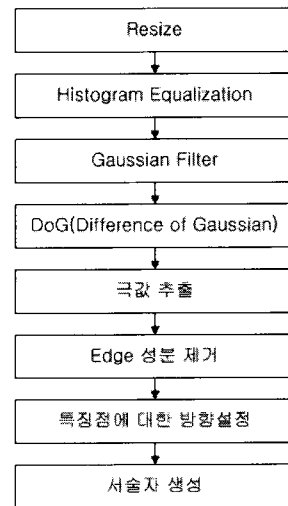 Resize
Histogram Equalization
Gaussian Filter
DoG(Difference of Gaussian)
극값 추출
Edge 성분 제거
특징점에 대한 방향설정
서술자 생성